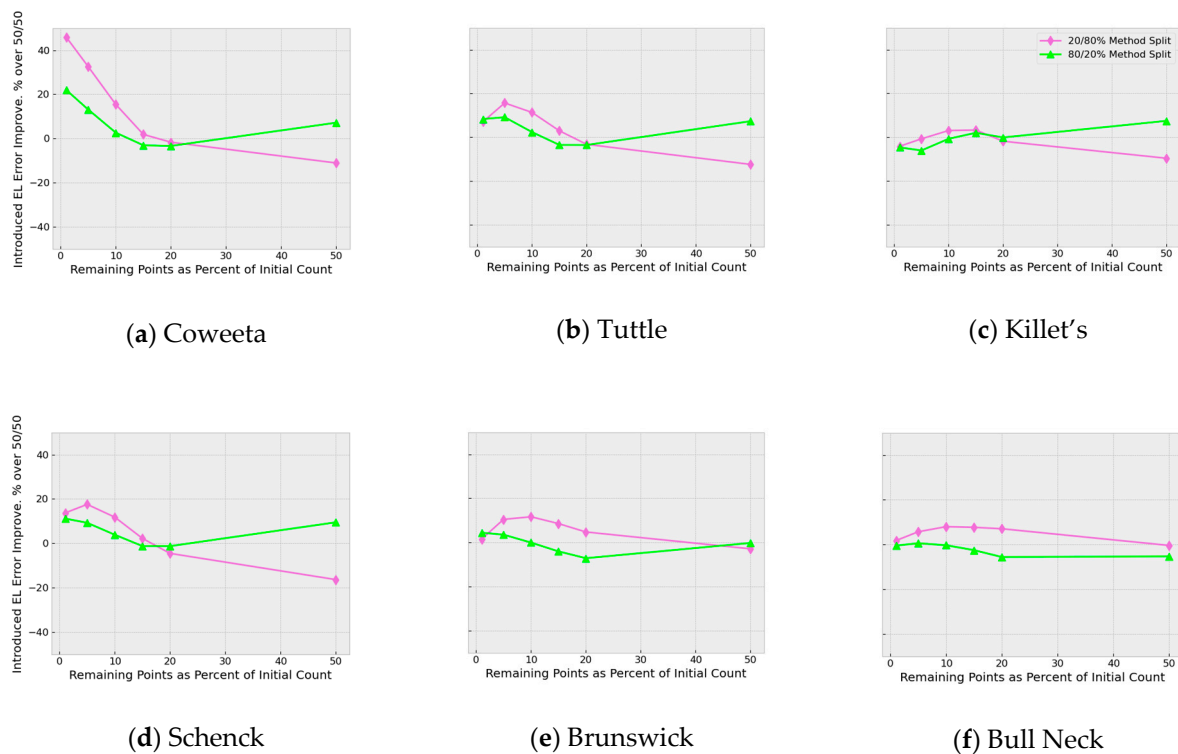 Introduced EL Error Improve. % over 50/50
40
20
0
−20
−40
0 10 20 30 40 50
Remaining Points as Percent of Initial Count
(a) Coweeta
0 10 20 30 40 50
Remaining Points as Percent of Initial Count
(b) Tuttle
20/80% Method Split
80/20% Method Split
0 10 20 30 40 50
Remaining Points as Percent of Initial Count
(c) Killet’s
Introduced EL Error Improve. % over 50/50
40
20
0
−20
−40
0 10 20 30 40 50
Remaining Points as Percent of Initial Count
(d) Schenck
0 10 20 30 40 50
Remaining Points as Percent of Initial Count
(e) Brunswick
0 10 20 30 40 50
Remaining Points as Percent of Initial Count
(f) Bull Neck